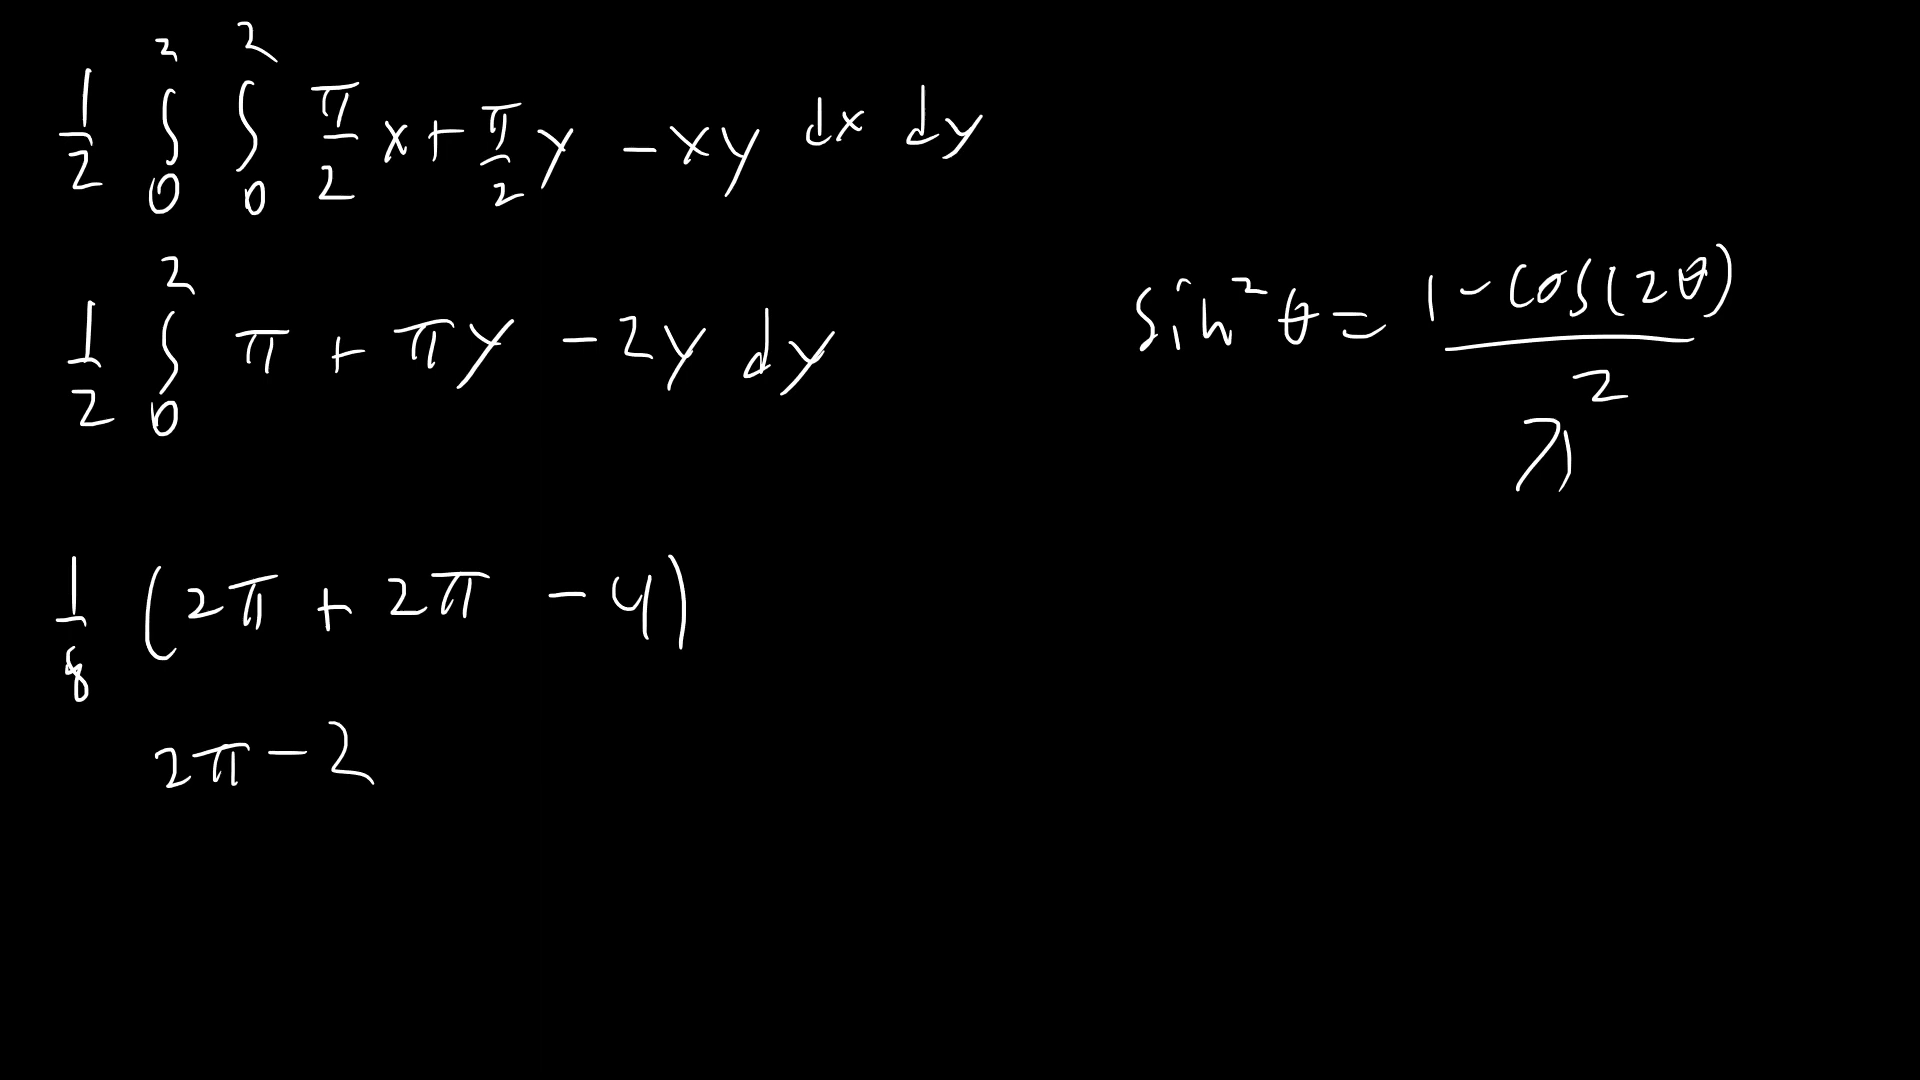 1/2 ∫₀² ∫₀² π/2 x + π/2 y - xy dx dy
1/2 ∫₀² π + πy - 2y dy
sin² θ = (1 - cos(2θ)) / 2
1/8 (2π + 2π - 4)
2π - 2